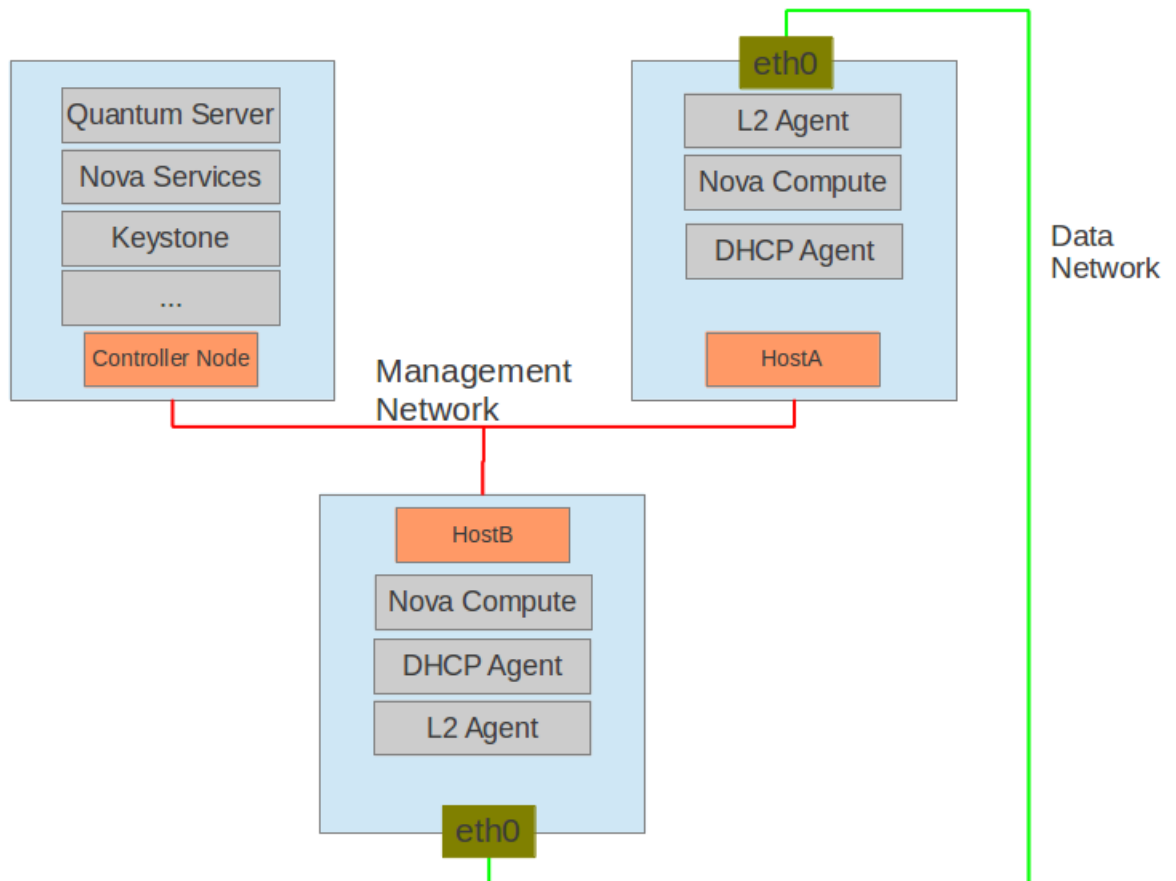 Quantum Server
Nova Services
Keystone
...
Controller Node
eth0
L2 Agent
Nova Compute
DHCP Agent
HostA
Data
Network
Management
Network
HostB
Nova Compute
DHCP Agent
L2 Agent
eth0